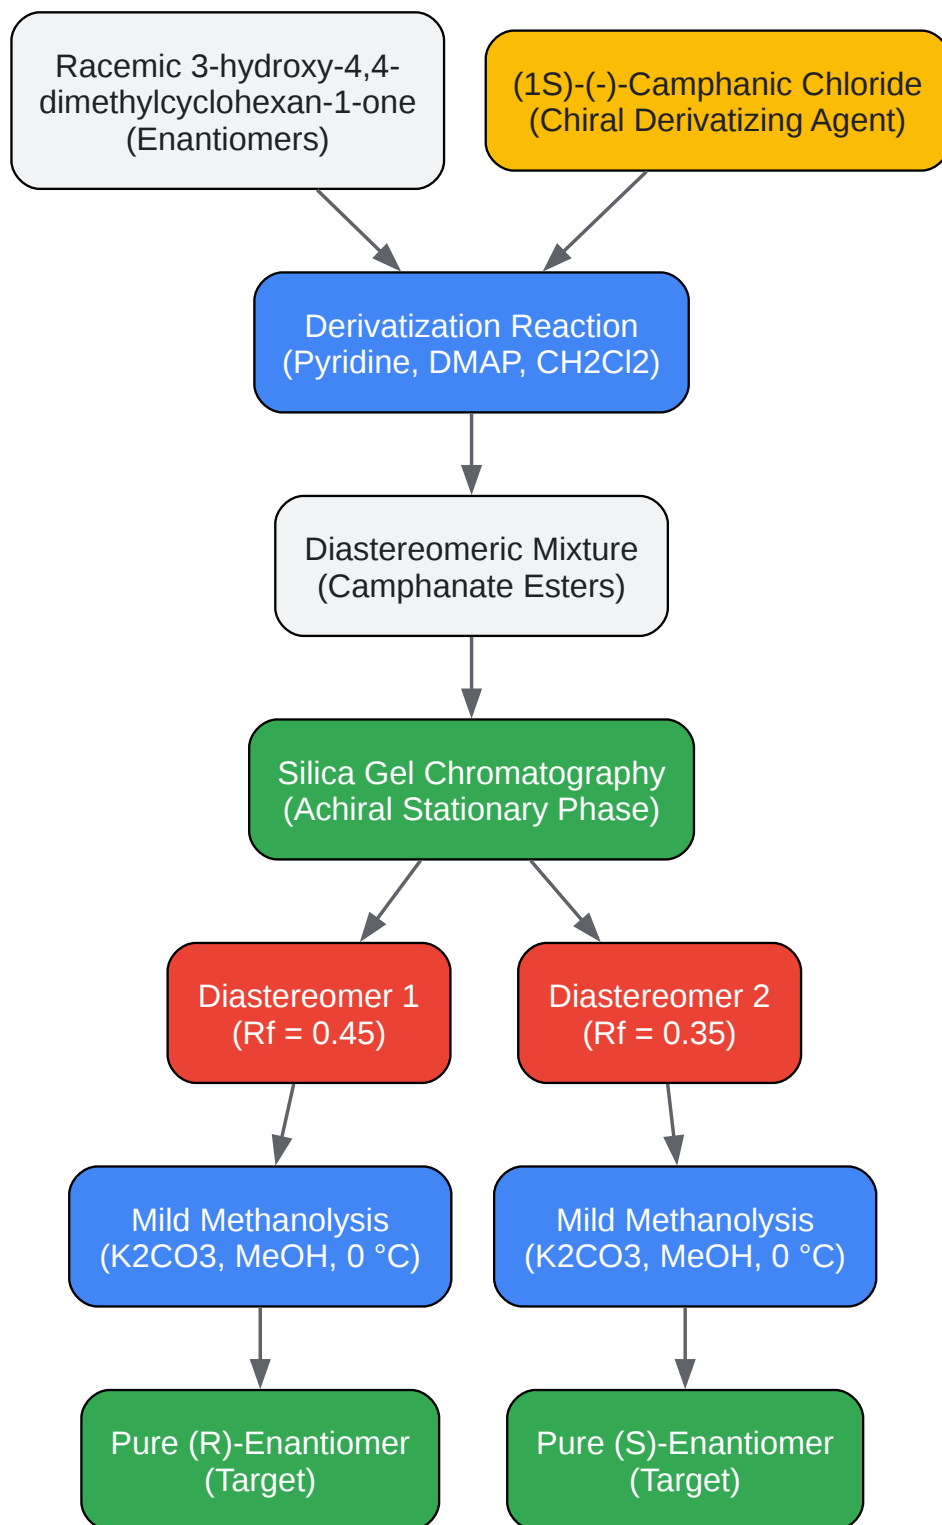 Racemic 3-hydroxy-4,4-
dimethylcyclohexan-1-one
(Enantiomers)
(1S)-(-)-Camphanic Chloride
(Chiral Derivatizing Agent)
Derivatization Reaction
(Pyridine, DMAP, CH2Cl2)
Diastereomeric Mixture
(Camphanate Esters)
Silica Gel Chromatography
(Achiral Stationary Phase)
Diastereomer 1
(Rf = 0.45)
Diastereomer 2
(Rf = 0.35)
Mild Methanolysis
(K2CO3, MeOH, 0 °C)
Mild Methanolysis
(K2CO3, MeOH, 0 °C)
Pure (R)-Enantiomer
(Target)
Pure (S)-Enantiomer
(Target)